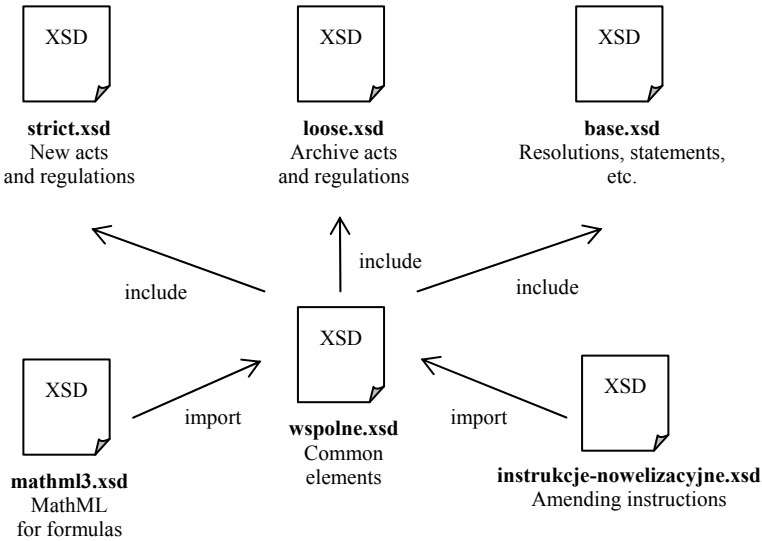 XSD
strict.xsd
New acts
and regulations
XSD
loose.xsd
Archive acts
and regulations
XSD
base.xsd
Resolutions, statements,
etc.
include
include
include
XSD
mathml3.xsd
MathML
for formulas
import
XSD
wspolne.xsd
Common
elements
import
XSD
instrukcje-nowelizacyjne.xsd
Amending instructions